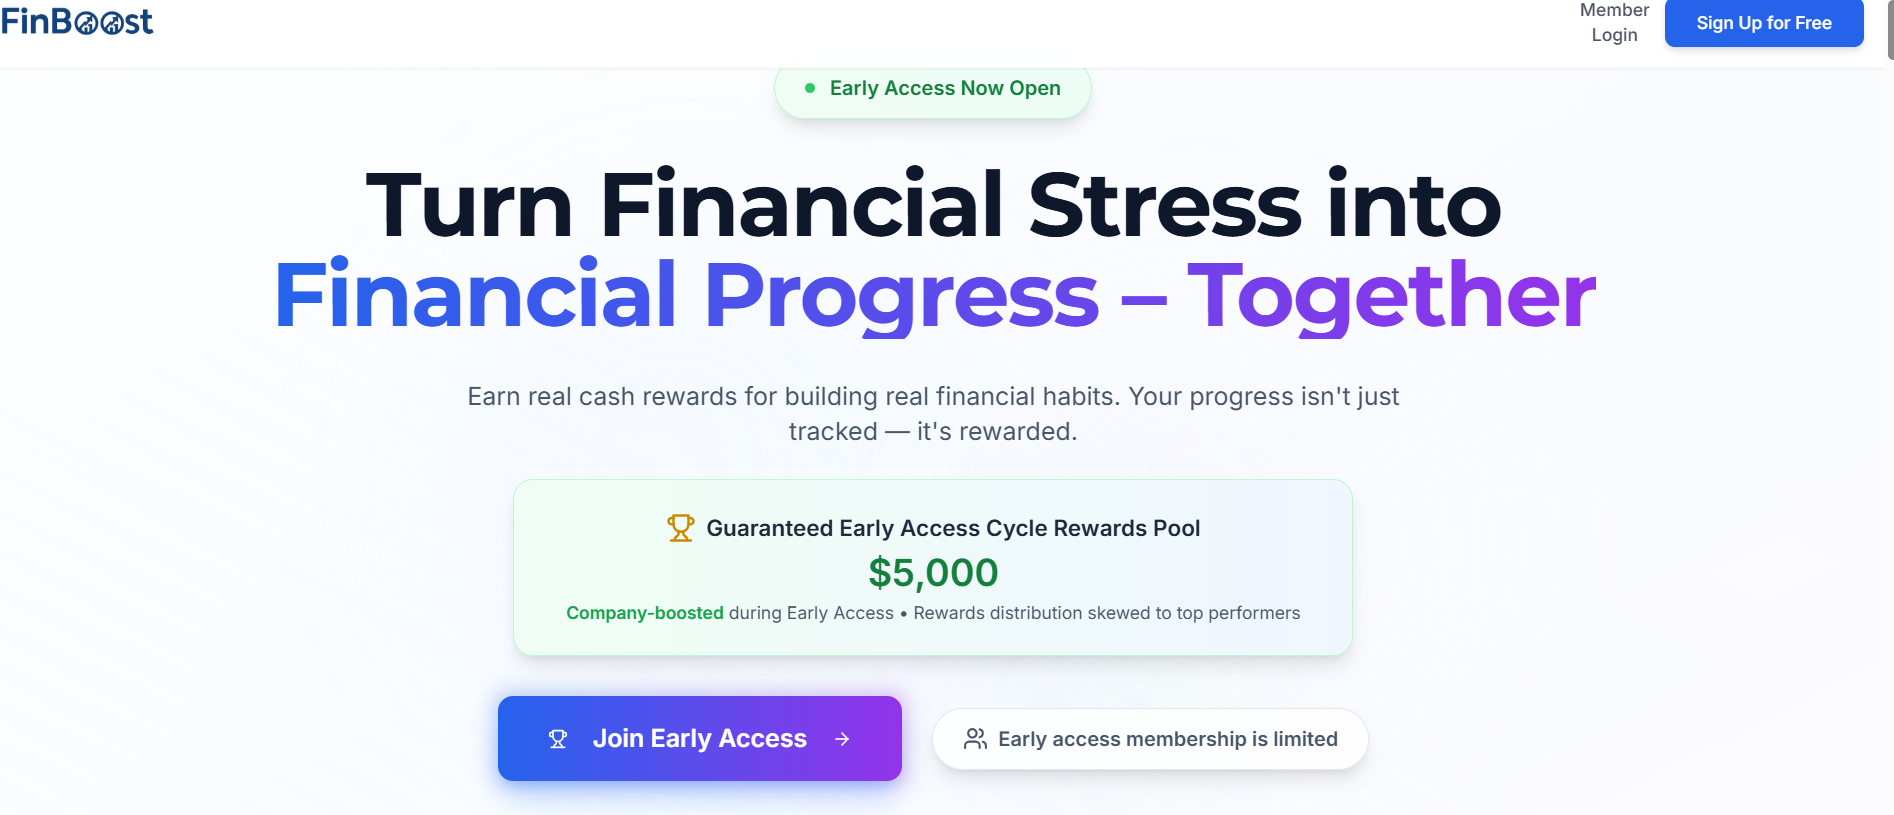 FinBoost
Member
Login
Sign Up for Free
Early Access Now Open
Turn Financial Stress into
Financial Progress – Together
Earn real cash rewards for building real financial habits. Your progress isn't just
tracked — it's rewarded.
Guaranteed Early Access Cycle Rewards Pool
$5,000
Company-boosted during Early Access • Rewards distribution skewed to top performers
Join Early Access
Early access membership is limited